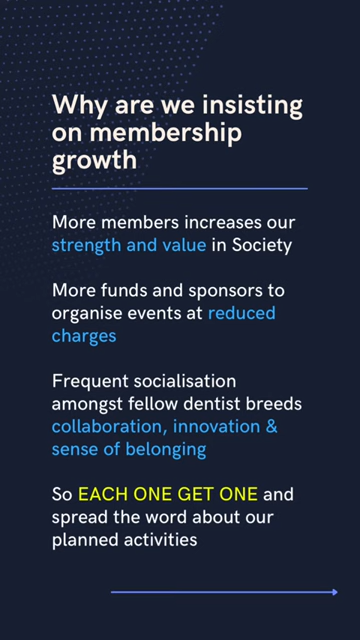 Why are we insisting
on membership
growth
More members increases our
strength and value in Society
More funds and sponsors to
organise events at reduced
charges
Frequent socialisation
amongst fellow dentist breeds
collaboration, innovation &
sense of belonging
So EACH ONE GET ONE and
spread the word about our
planned activities